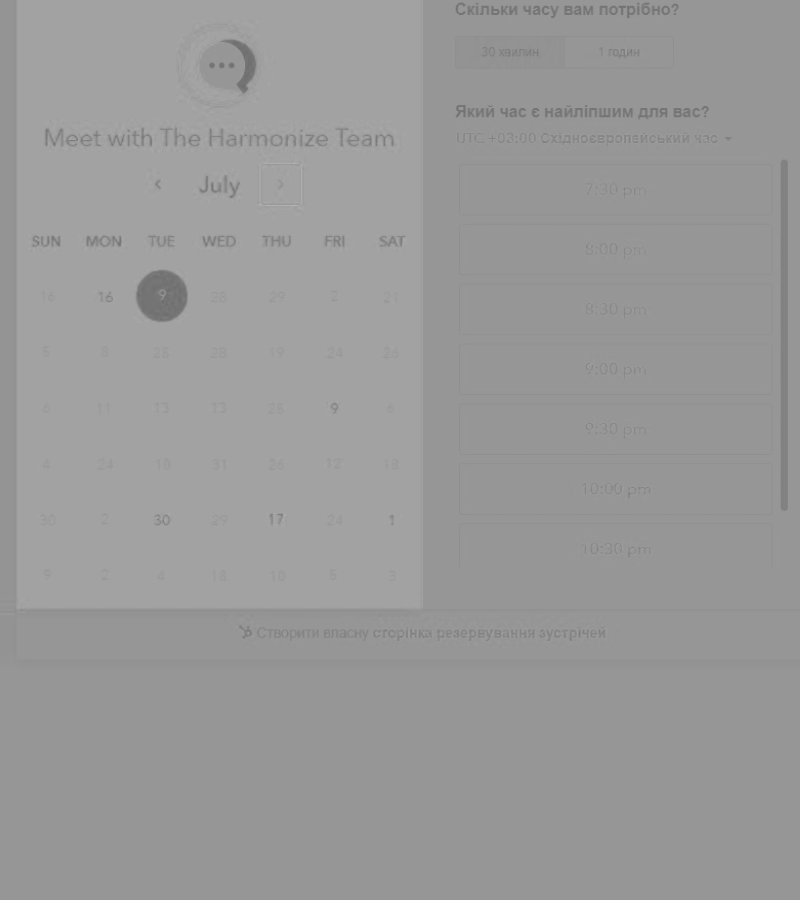 Meet with The Harmonize Team
July
SUN MON TUE WED THU FRI SAT
16 16 9 28 29 2 21
5 8 25 28 19 24 26
6 11 13 13 25 9 6
4 24 10 31 26 12 18
30 2 30 29 17 24 1
9 2 4 18 10 5 3
Скільки часу вам потрібно?
30 хвилин
1 годин
Який час є найліпшим для вас?
UTC +03:00 Східноєвропейський час
7:30 pm
8:00 pm
8:30 pm
9:00 pm
9:30 pm
10:00 pm
10:30 pm
Створити власну сторінка резервування зустрічей